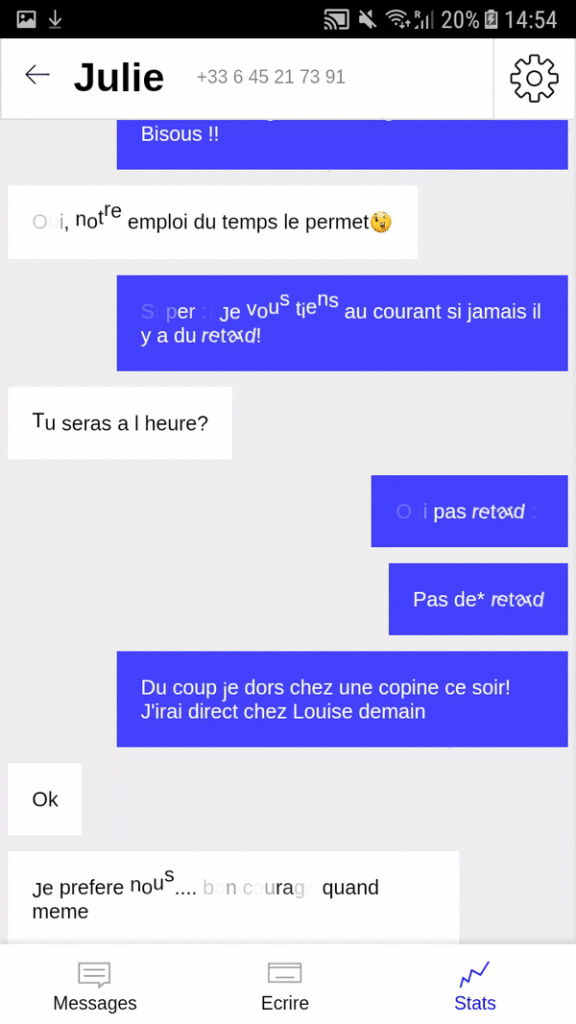 20% 14:54
Julie +33 6 45 21 73 91
Bisous !!
Oui, notre emploi du temps le permet😉
Super : je vous tiens au courant si jamais il
y a du retard!
Tu seras a l heure?
Oui pas retard :
Pas de* retard
Du coup je dors chez une copine ce soir!
J'irai direct chez Louise demain
Ok
Je prefere nous.... bon courage quand
meme
Messages
Ecrire
Stats